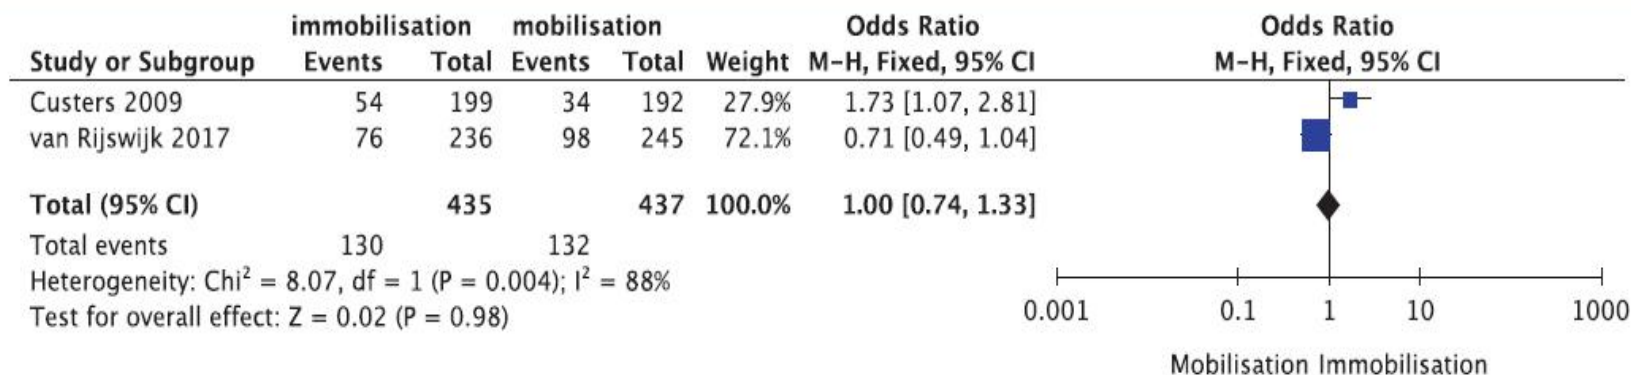 immobilisation mobilisation Odds Ratio Odds Ratio
Study or Subgroup Events Total Events Total Weight M-H, Fixed, 95% CI M-H, Fixed, 95% CI
Custers 2009 54 199 34 192 27.9% 1.73 [1.07, 2.81]
van Rijswijk 2017 76 236 98 245 72.1% 0.71 [0.49, 1.04]
Total (95% CI) 435 437 100.0% 1.00 [0.74, 1.33]
Total events 130 132
Heterogeneity: Chi² = 8.07, df = 1 (P = 0.004); I² = 88%
Test for overall effect: Z = 0.02 (P = 0.98)
0.001 0.1 1 10 1000
Mobilisation Immobilisation